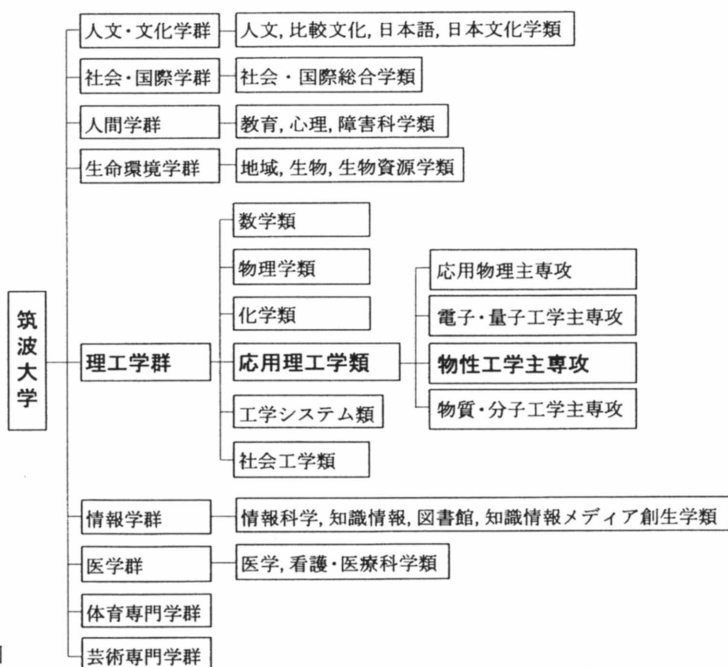 筑波大学
人文・文化学群
人文, 比較文化, 日本語, 日本文化学類
社会・国際学群
社会・国際総合学類
人間学群
教育, 心理, 障害科学類
生命環境学群
地域, 生物, 生物資源学類
理工学群
数学類
物理学類
化学類
応用理工学類
応用物理主専攻
電子・量子工学主専攻
物性工学主専攻
物質・分子工学主専攻
工学システム類
社会工学類
情報学群
情報科学, 知識情報, 図書館, 知識情報メディア創生学類
医学群
医学, 看護・医療科学類
体育専門学群
芸術専門学群